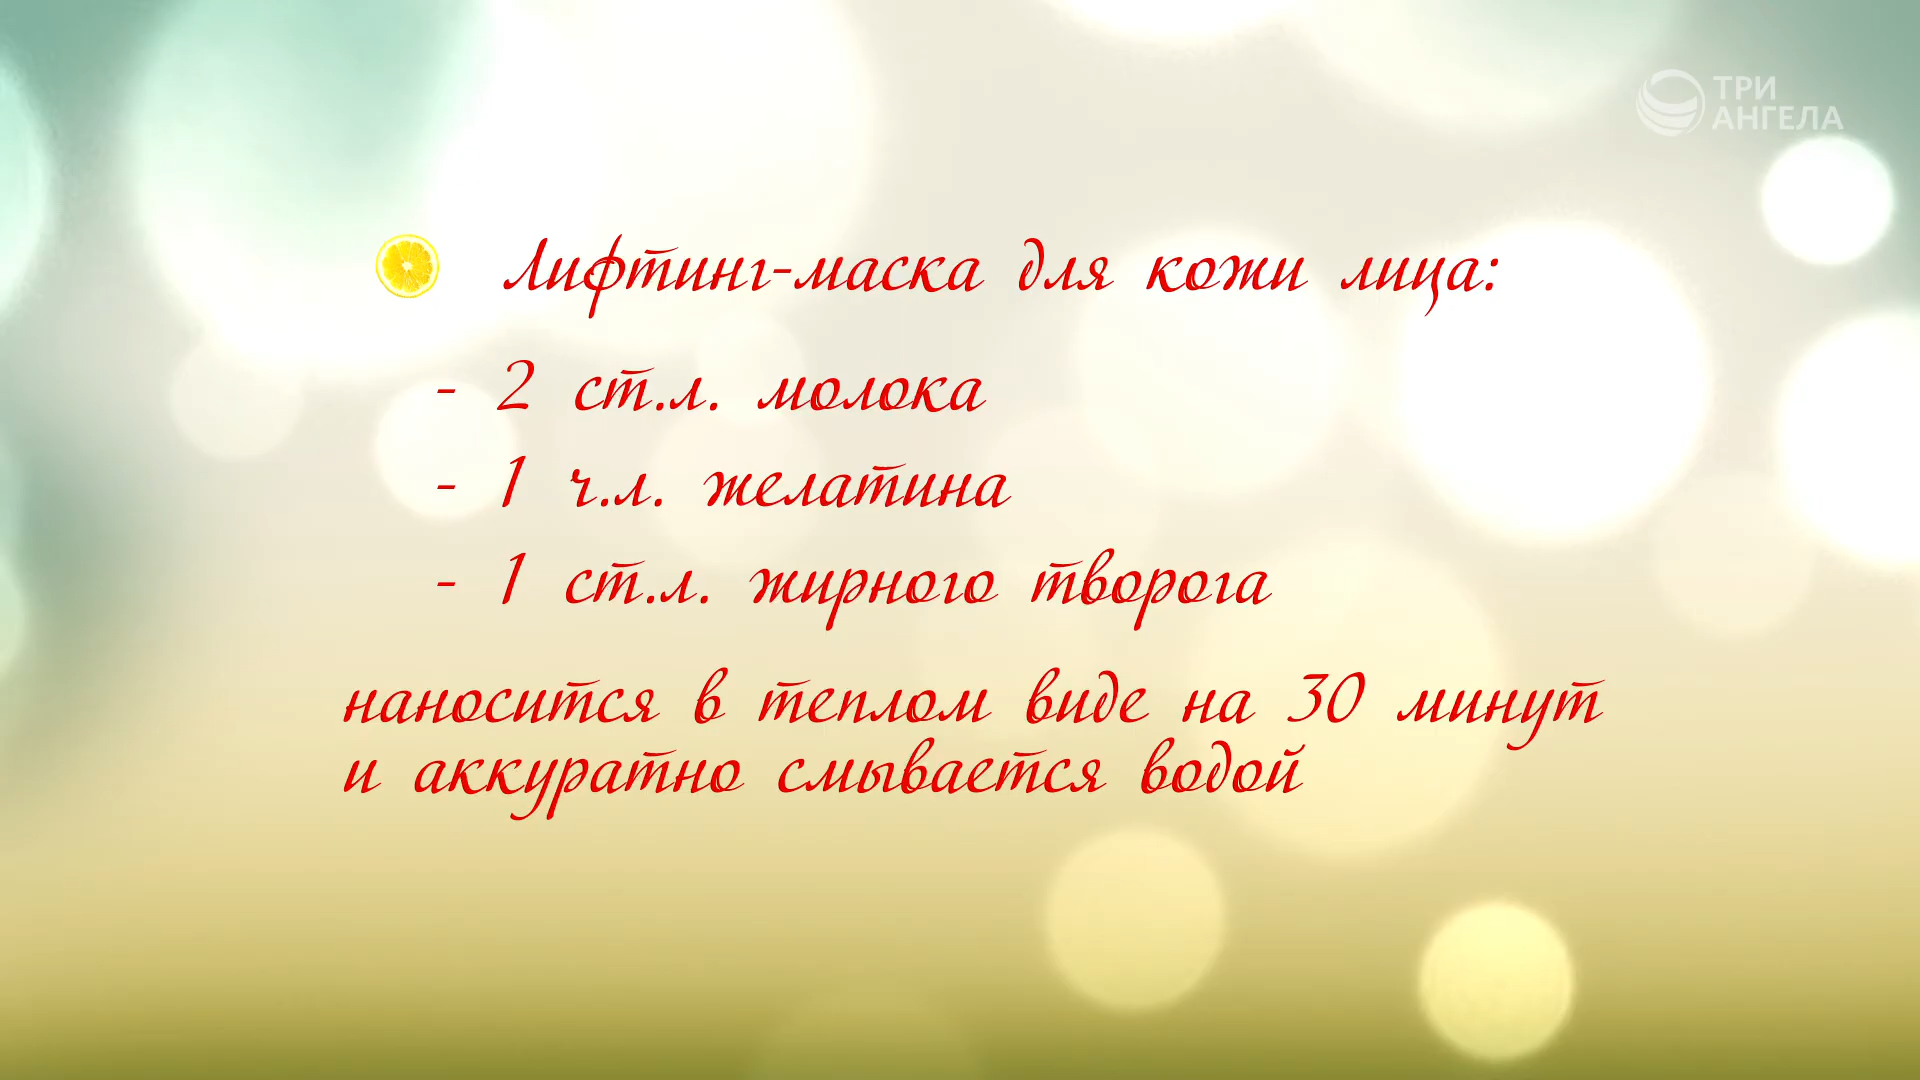 ТРИ
АНГЕЛА
Лифтинг-маска для кожи лица:
- 2 ст.л. молока
- 1 ч.л. желатина
- 1 ст.л. жирного творога
наносится в теплом виде на 30 минут
и аккуратно смывается водой